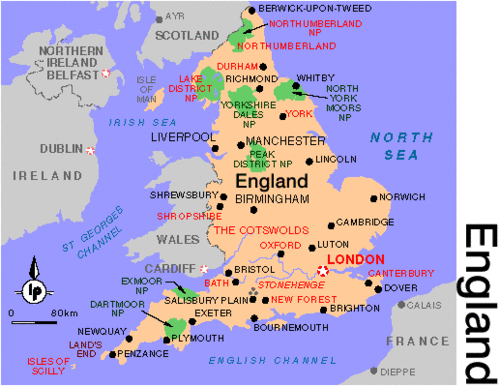 BERWICK-UPON-TWEED
AYR
NORTHUMBERLAND
NP
SCOTLAND
NORTHUMBERLAND
NORTHERN
IRELAND
BELFAST
DURHAM
LAKE
DISTRICT
NP
RICHMOND
WHITBY
ISLE
OF
MAN
YORKSHIRE
DALES
NP
NORTH
YORK
MOORS
NP
YORK
IRISH SEA
LIVERPOOL
MANCHESTER
NORTH
SEA
DUBLIN
PEAK
DISTRICT NP
LINCOLN
IRELAND
England
SHREWSBURY
BIRMINGHAM
NORWICH
SHROPSHIRE
CAMBRIDGE
ST GEORGES
CHANNEL
WALES
THE COTSWOLDS
OXFORD
LUTON
LONDON
CARDIFF
BRISTOL
CANTERBURY
BATH
STONEHENGE
DOVER
EXMOOR
NP
SALISBURY PLAIN
NEW FOREST
lp
DARTMOOR
NP
EXETER
BRIGHTON
CALAIS
0
80km
BOURNEMOUTH
NEWQUAY
PLYMOUTH
FRANCE
LAND'S
END
PENZANCE
ENGLISH CHANNEL
ISLES OF
SCILLY
DIEPPE
England